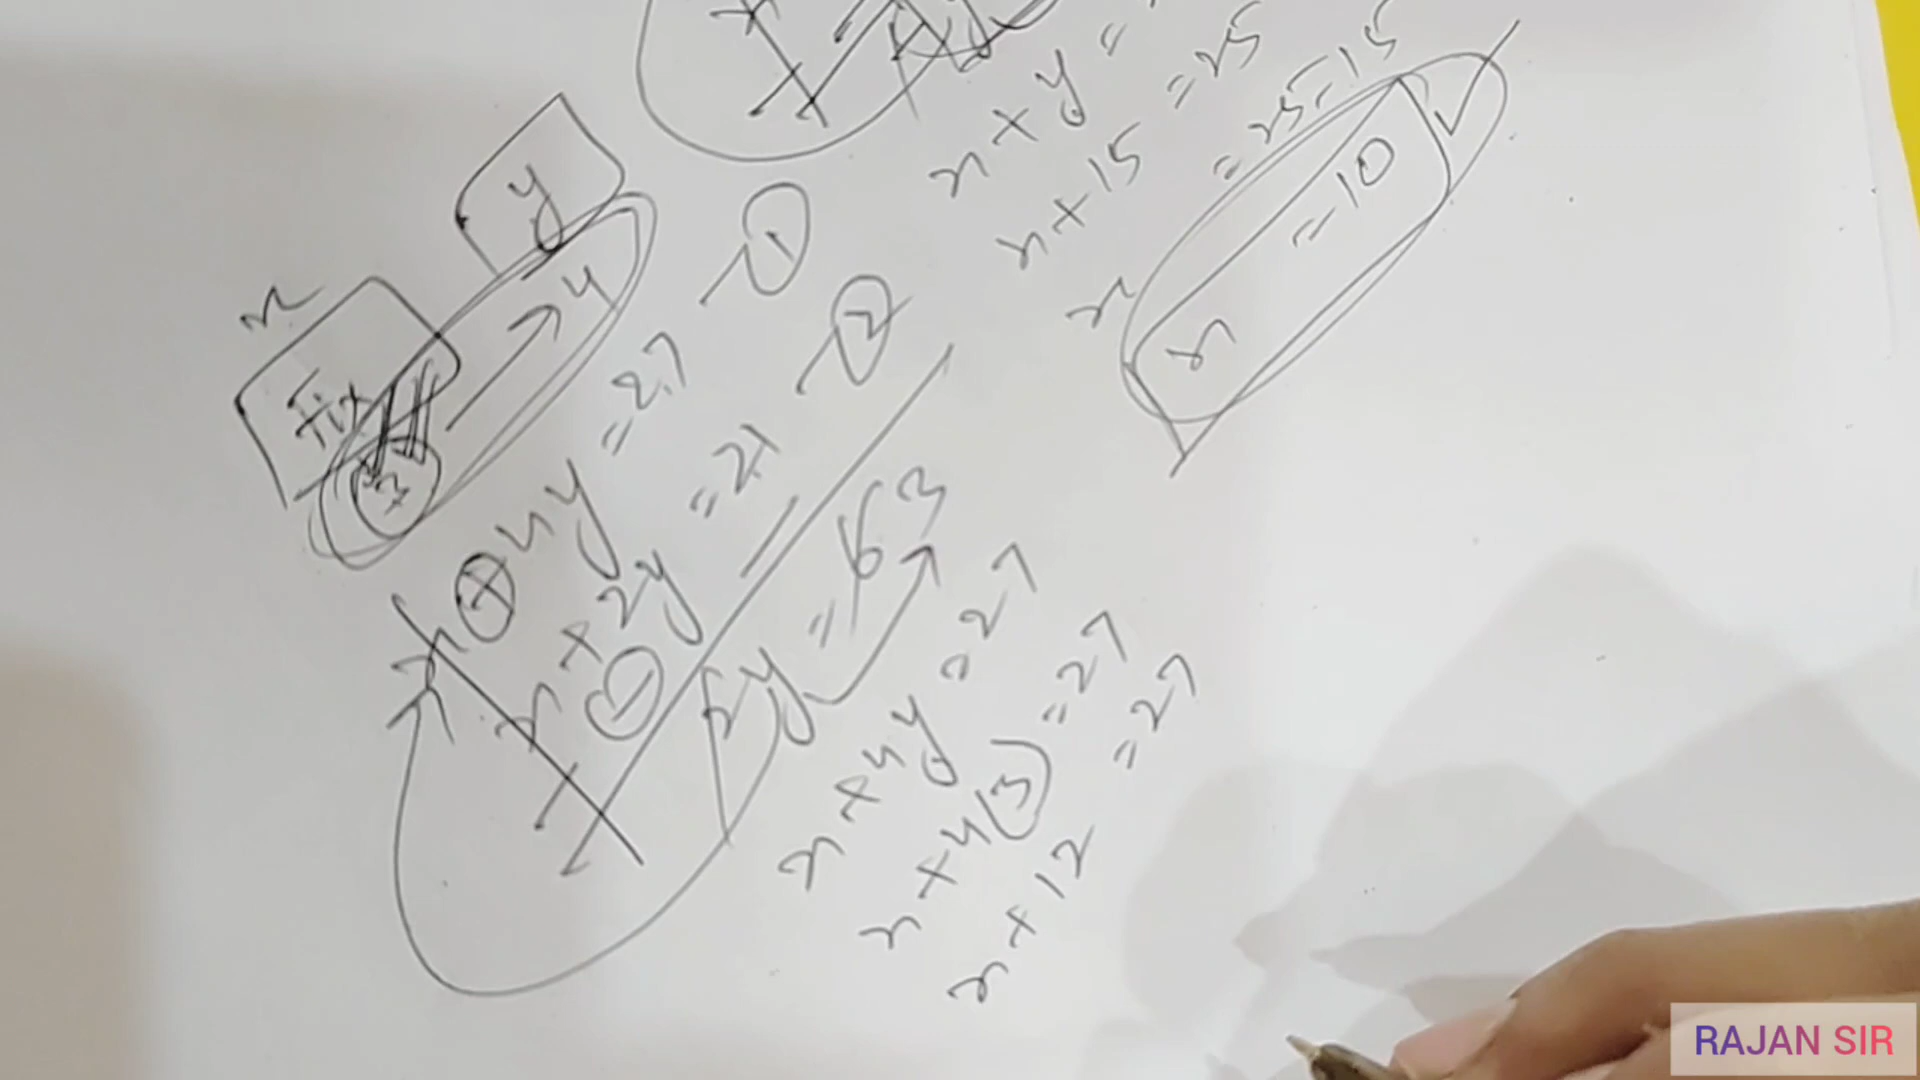 x + y =
x + 15 = 25
x = 25 - 15
x = 10
y
x
Fix
→ 4
x + 4y = 27 - 1
x + 2y = 21 - 2
2y = 6 3
x + 4y = 27
x + 4(3) = 27
x + 12 = 27
RAJAN SIR